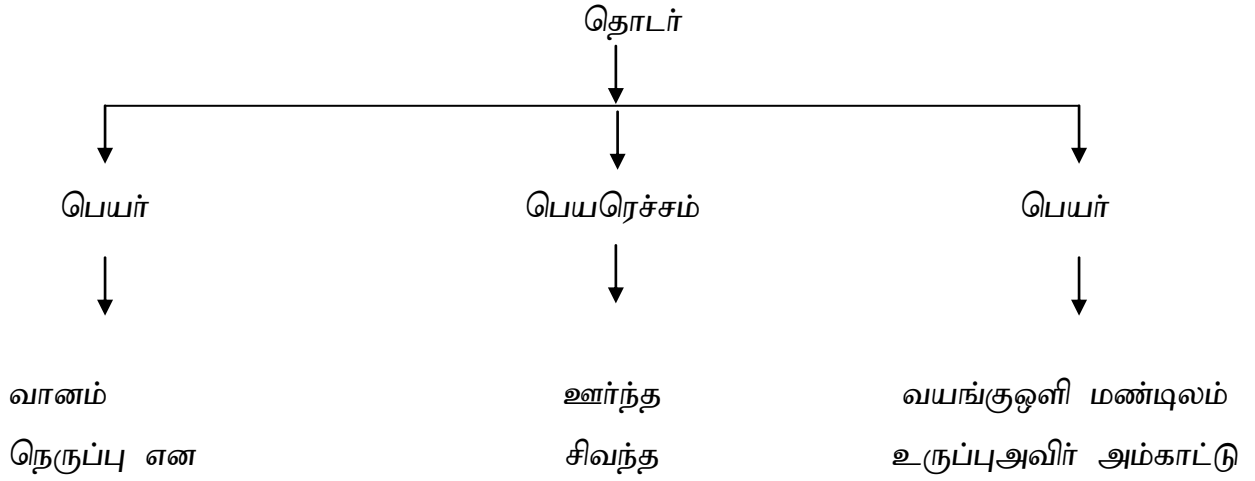 தொடர்
பெயர் பெயரெச்சம் பெயர்
வானம் ஊர்ந்த வயங்குஒளி மண்டிலம்
நெருப்பு என சிவந்த உருப்புஅவிர் அம்காட்டு